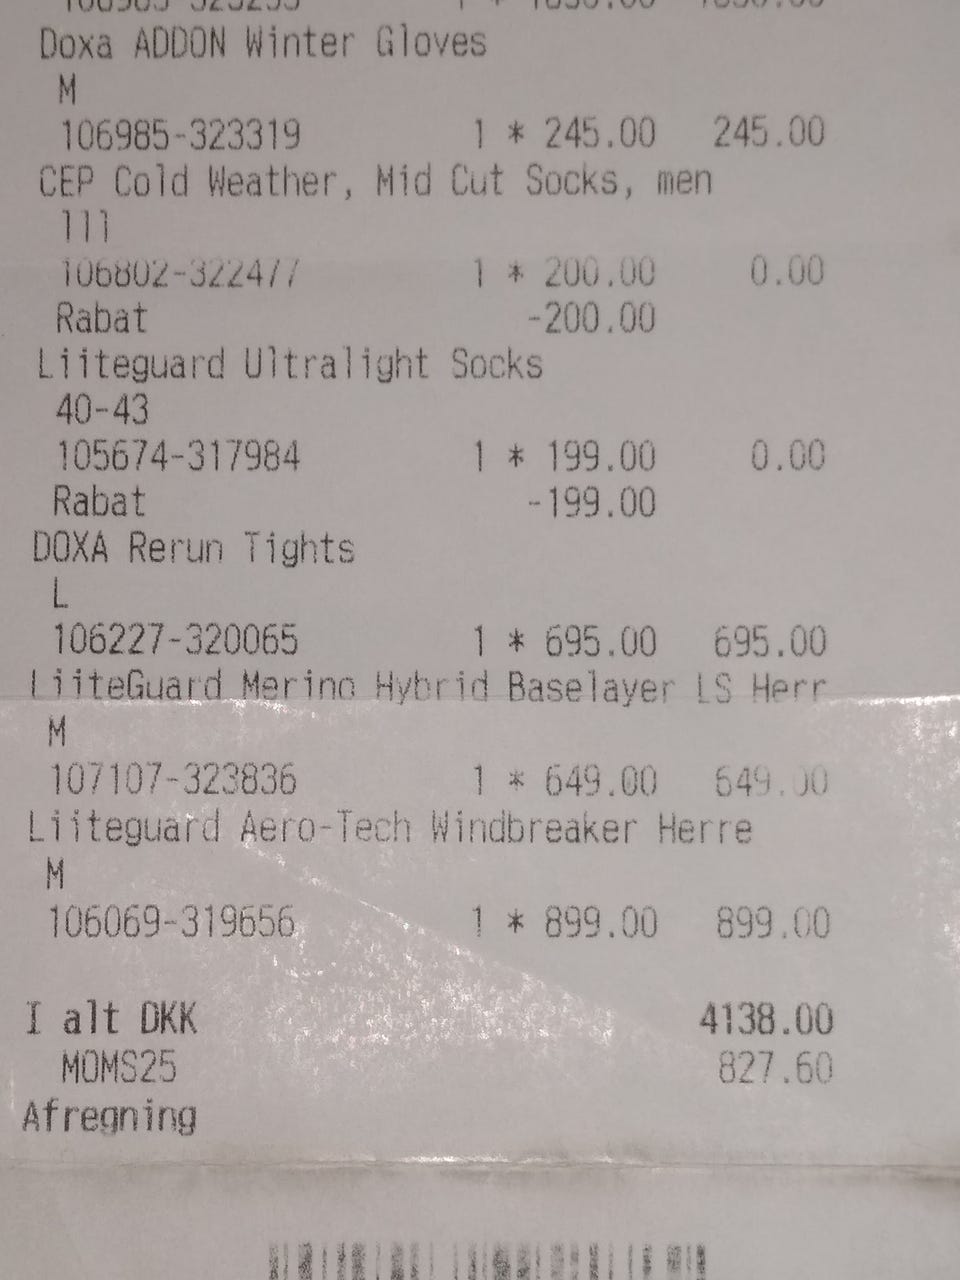 Doxa ADDON Winter Gloves
M
106985-323319 1 * 245.00 245.00
CEP Cold Weather, Mid Cut Socks, men
lll
106802-322477 1 * 200.00 0.00
Rabat -200.00
Liiteguard Ultralight Socks
40-43
105674-317984 1 * 199.00 0.00
Rabat -199.00
DOXA Rerun Tights
L
106227-320065 1 * 695.00 695.00
LiiteGuard Merino Hybrid Baselayer LS Herr
M
107107-323836 1 * 649.00 649.00
Liiteguard Aero-Tech Windbreaker Herre
M
106069-319656 1 * 899.00 899.00
I alt DKK 4138.00
MOMS25 827.60
Afregning